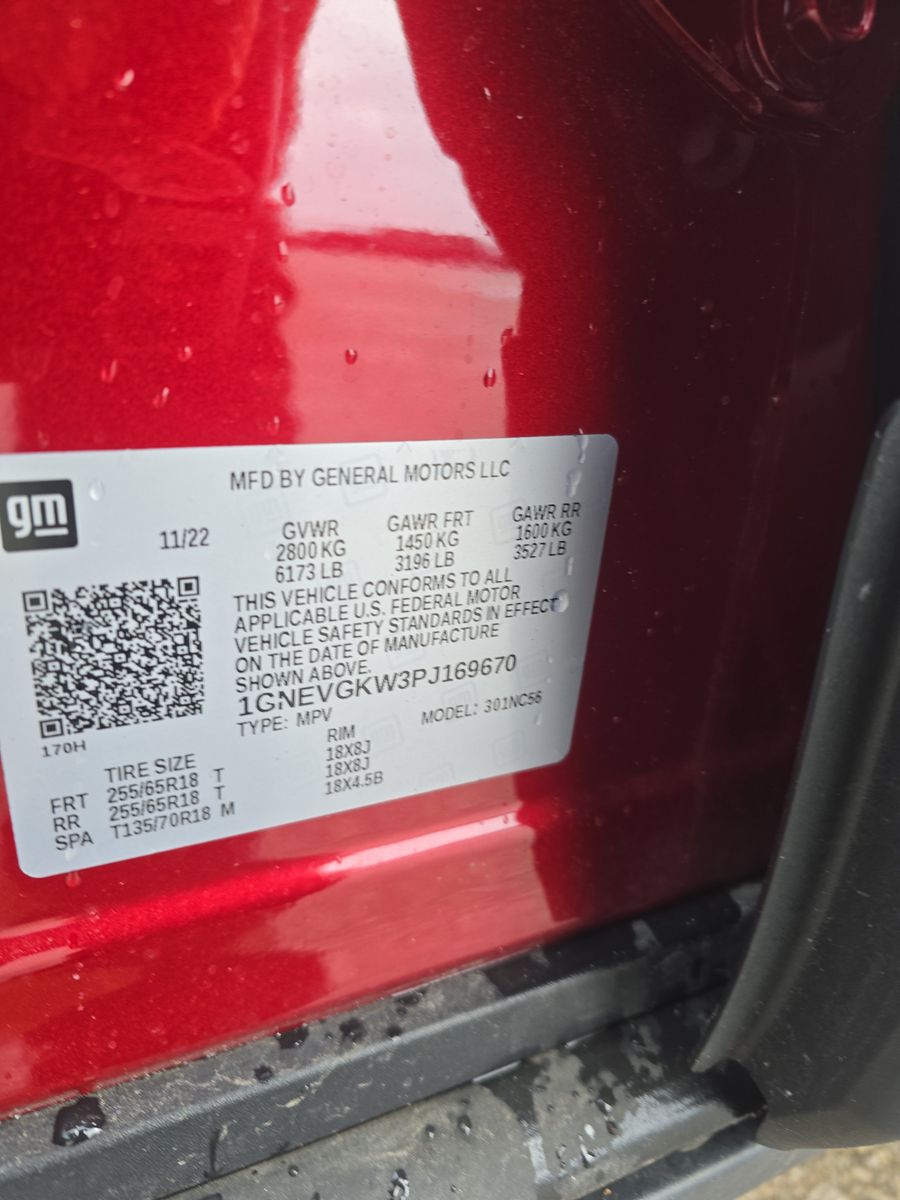 MFD BY GENERAL MOTORS LLC
gm
11/22
GVWR GAWR FRT GAWR RR
2800 KG 1450 KG 1600 KG
6173 LB 3196 LB 3527 LB
THIS VEHICLE CONFORMS TO ALL
APPLICABLE U.S. FEDERAL MOTOR
VEHICLE SAFETY STANDARDS IN EFFECT
ON THE DATE OF MANUFACTURE
SHOWN ABOVE.
1GNEVGKW3PJ169670
TYPE: MPV MODEL: 301NC56
170H
TIRE SIZE RIM
FRT 255/65R18 T 18X8J
RR 255/65R18 T 18X8J
SPA T135/70R18 M 18X4.5B